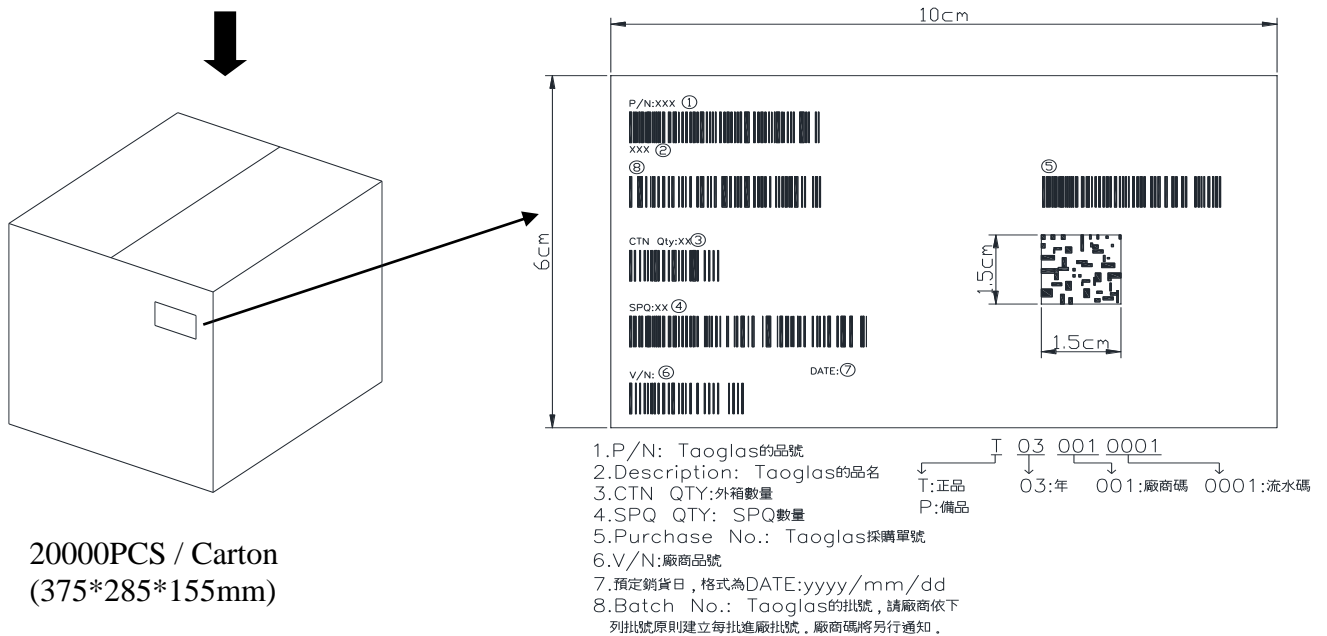 10cm
6cm
P/N:XXX ①
XXX ②
⑧
⑤
CTN Qty:XX③
1.5cm
SPQ:XX ④
1.5cm
V/N: ⑥
DATE:⑦
1.P/N: Taoglas的品號
2.Description: Taoglas的品名
3.CTN QTY:外箱數量
4.SPQ QTY: SPQ數量
5.Purchase No.: Taoglas採購單號
6.V/N:廠商品號
7.預定銷貨日,格式為DATE:yyyy/mm/dd
8.Batch No.: Taoglas的批號,請廠商依下
列批號原則建立每批進廠批號.廠商碼將另行通知.
T 03 001 0001
T:正品 03:年 001:廠商碼 0001:流水碼
P:備品
20000PCS / Carton
(375*285*155mm)